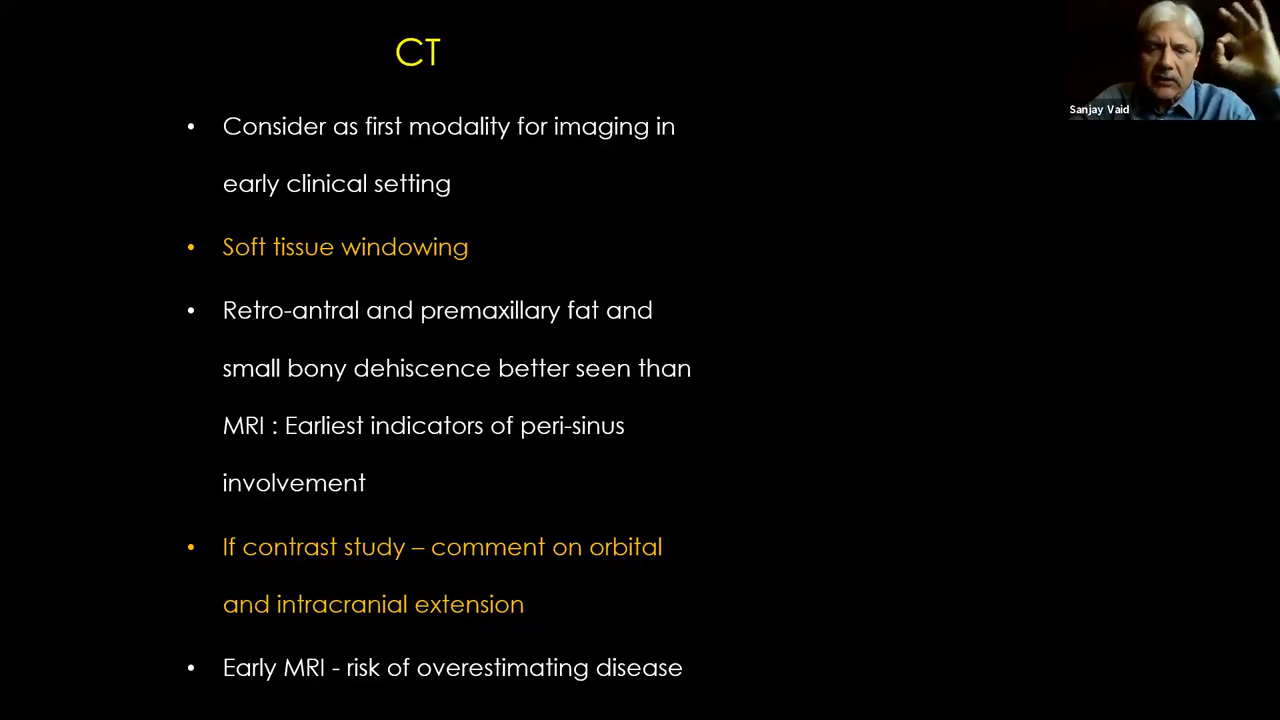 CT
Sanjay Vaid
• Consider as first modality for imaging in
early clinical setting
• Soft tissue windowing
• Retro-antral and premaxillary fat and
small bony dehiscence better seen than
MRI : Earliest indicators of peri-sinus
involvement
• If contrast study – comment on orbital
and intracranial extension
• Early MRI - risk of overestimating disease